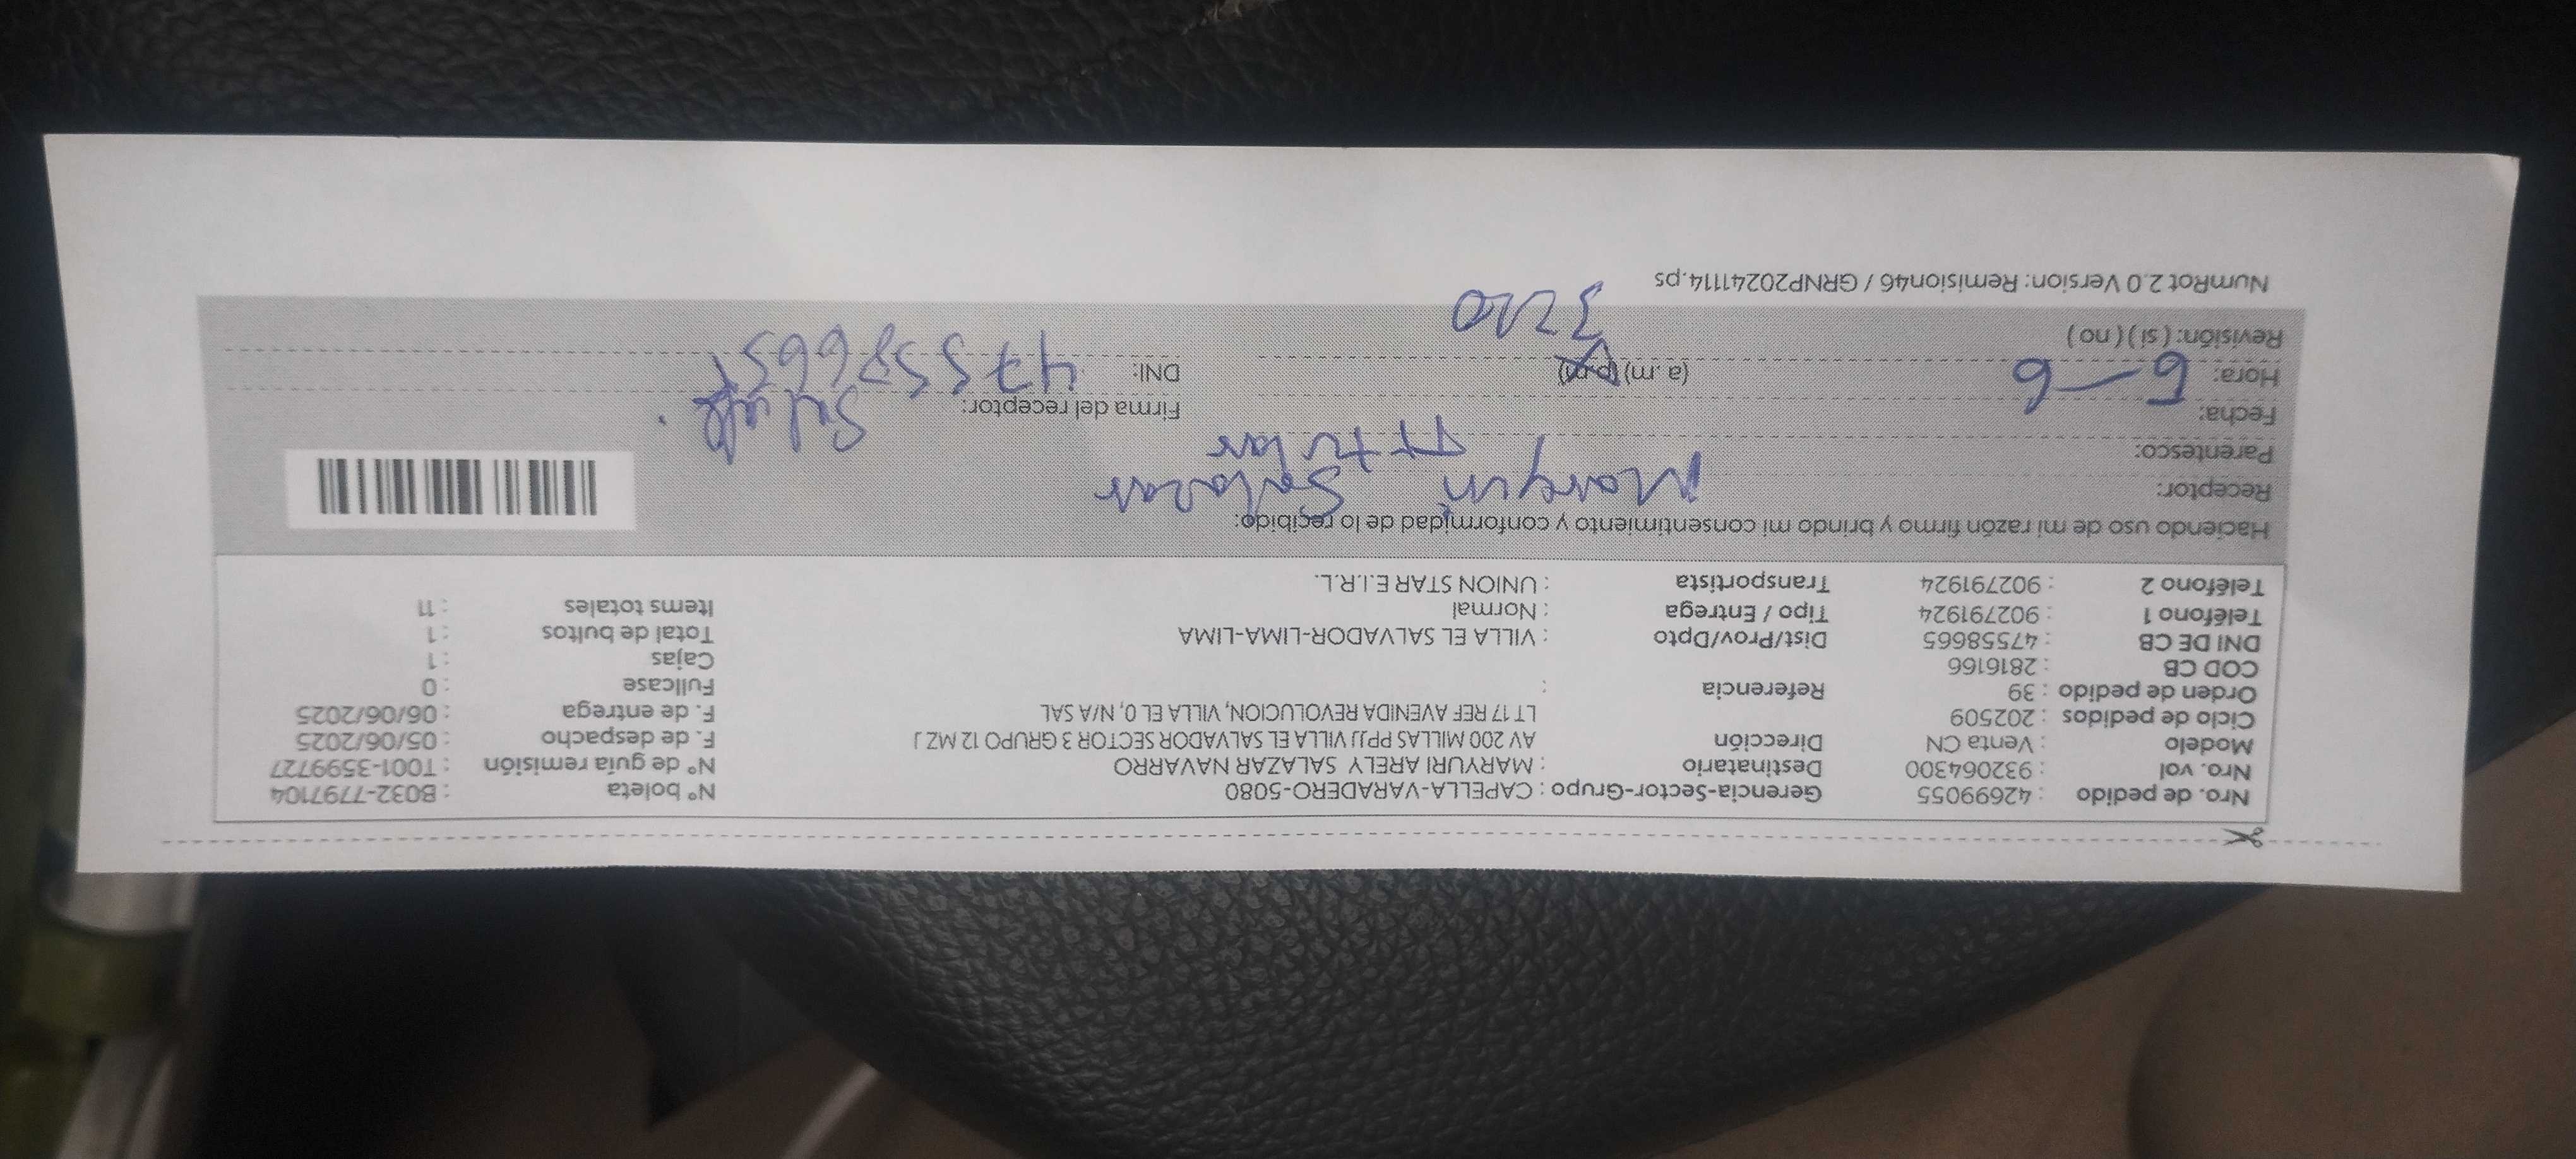 Nro. de pedido : 42699055 Gerencia-Sector-Grupo : CAPELLA-VARADERO-5080 N° boleta : B032-7797104
Nro. vol : 932064300 Destinatario : MARYURI ARELY SALAZAR NAVARRO N° de guía remisión : T001-3599727
Modelo : Venta CN Dirección AV 200 MILLAS PPJJ VILLA EL SALVADOR SECTOR 3 GRUPO 12 MZ J F. de despacho : 05/06/2025
Ciclo de pedidos : 202509 LT 17 REF AVENIDA REVOLUCION, VILLA EL 0, N/A SAL F. de entrega : 06/06/2025
Orden de pedido : 39 Referencia : Fullcase : 0
COD CB : 2816166 Cajas : 1
DNI DE CB : 47558665 Dist/Prov/Dpto : VILLA EL SALVADOR-LIMA-LIMA Total de bultos : 1
Teléfono 1 : 902791924 Tipo / Entrega : Normal Items totales : 11
Teléfono 2 : 902791924 Transportista : UNION STAR E.I.R.L.
Haciendo uso de mi razón firmo y brindo mi consentimiento y conformidad de lo recibido:
Receptor: Maryuri Salazar
Parentesco: Titular
Fecha: 6-6 Firma del receptor:
Hora: (a.m) (p.m) DNI: 47558665
Revisión: ( si ) ( no ) 3220
NumRot 2.0 Version: Remision46 / GRNP20241114.ps